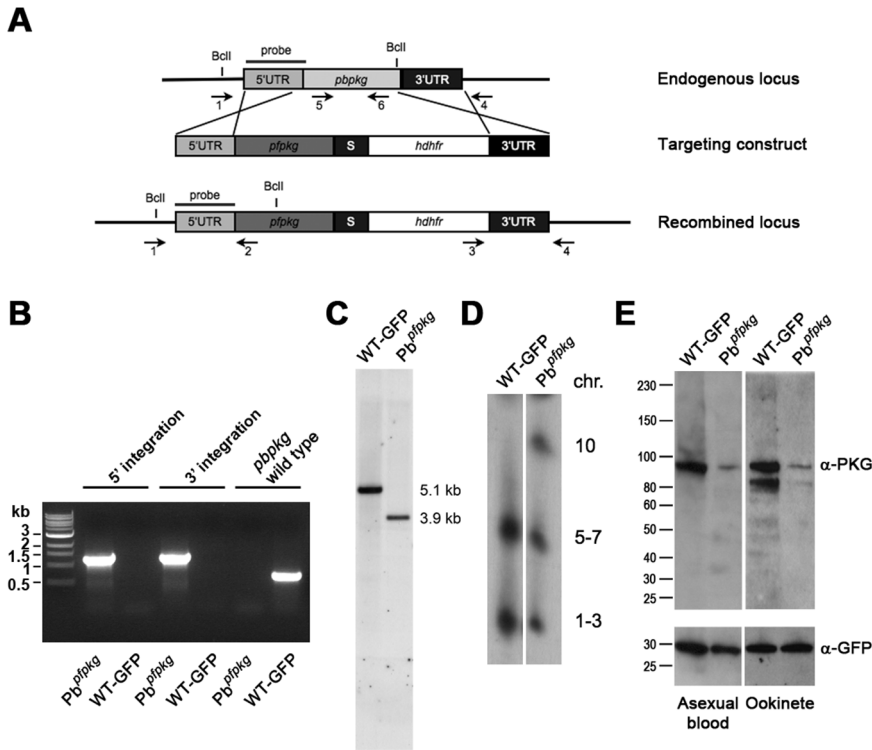 A
BclI probe BclI
5'UTR pbpkg 3'UTR Endogenous locus
1 5 6 4
5'UTR pfpkg S hdhfr 3'UTR Targeting construct
BclI probe BclI
5'UTR pfpkg S hdhfr 3'UTR Recombined locus
1 2 3 4
B
5' integration
3' integration
pbpkg
wild type
kb
3
2
1.5
1
0.5
Pbpfpkg
WT-GFP
Pbpfpkg
WT-GFP
Pbpfpkg
WT-GFP
C
WT-GFP
Pbpfpkg
5.1 kb
3.9 kb
D
WT-GFP
Pbpfpkg
chr.
10
5-7
1-3
E
WT-GFP
Pbpfpkg
WT-GFP
Pbpfpkg
230
150
100
80
60
50
40
30
25
α-PKG
30
25
α-GFP
Asexual
blood
Ookinete